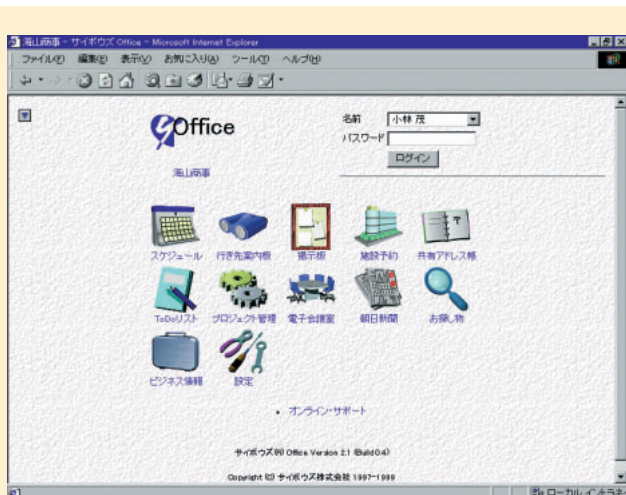 海山商事 - サイボウズ Office - Microsoft Internet Explorer
ファイル(F) 編集(E) 表示(V) お気に入り(A) ツール(T) ヘルプ(H)
Office
海山商事
名前 小林 茂
パスワード
ログイン
スケジュール 行き先案内板 掲示板 施設予約 共有アドレス帳
ToDoリスト プロジェクト管理 電子会議室 朝日新聞 お探し物
ビジネス情報 設定
・ オンライン・サポート
サイボウズ(R) Office Version 2.1 (Build 0.4)
Copyright (C) サイボウズ株式会社 1997-1999
ローカル イントラネ